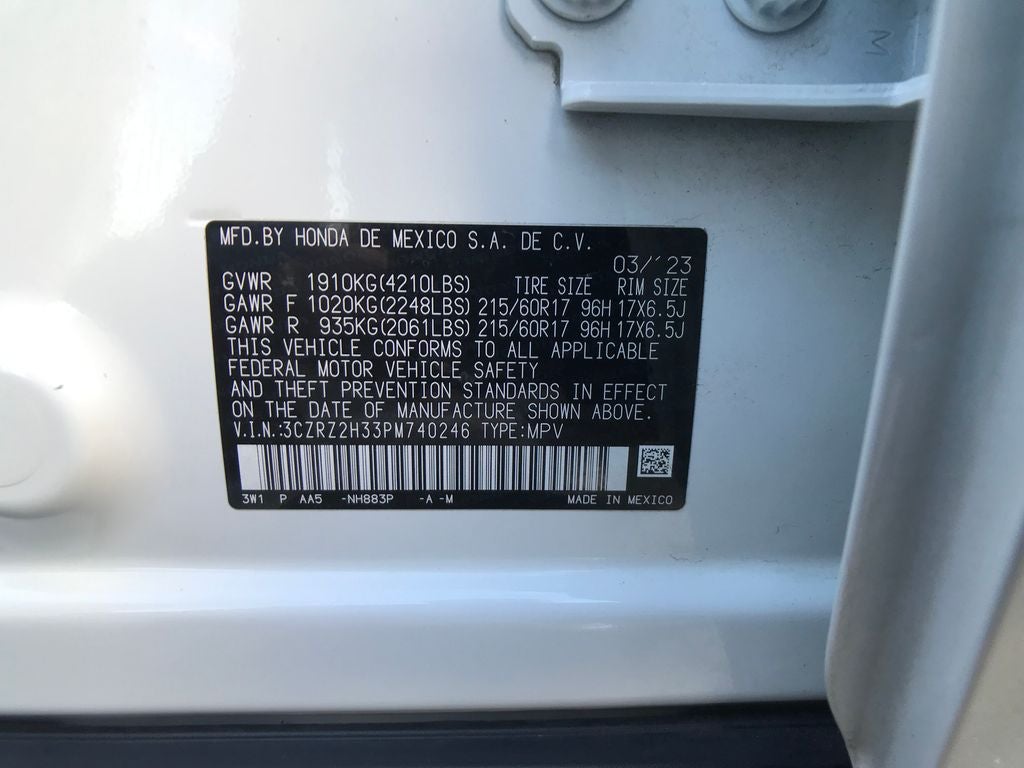 M
MFD.BY HONDA DE MEXICO S.A. DE C.V.
03/'23
GVWR 1910KG(4210LBS) TIRE SIZE RIM SIZE
GAWR F 1020KG(2248LBS) 215/60R17 96H 17X6.5J
GAWR R 935KG(2061LBS) 215/60R17 96H 17X6.5J
THIS VEHICLE CONFORMS TO ALL APPLICABLE
FEDERAL MOTOR VEHICLE SAFETY
AND THEFT PREVENTION STANDARDS IN EFFECT
ON THE DATE OF MANUFACTURE SHOWN ABOVE.
V.I.N.:3CZRZ2H33PM740246 TYPE:MPV
3W1 P AA5 -NH883P -A -M MADE IN MEXICO